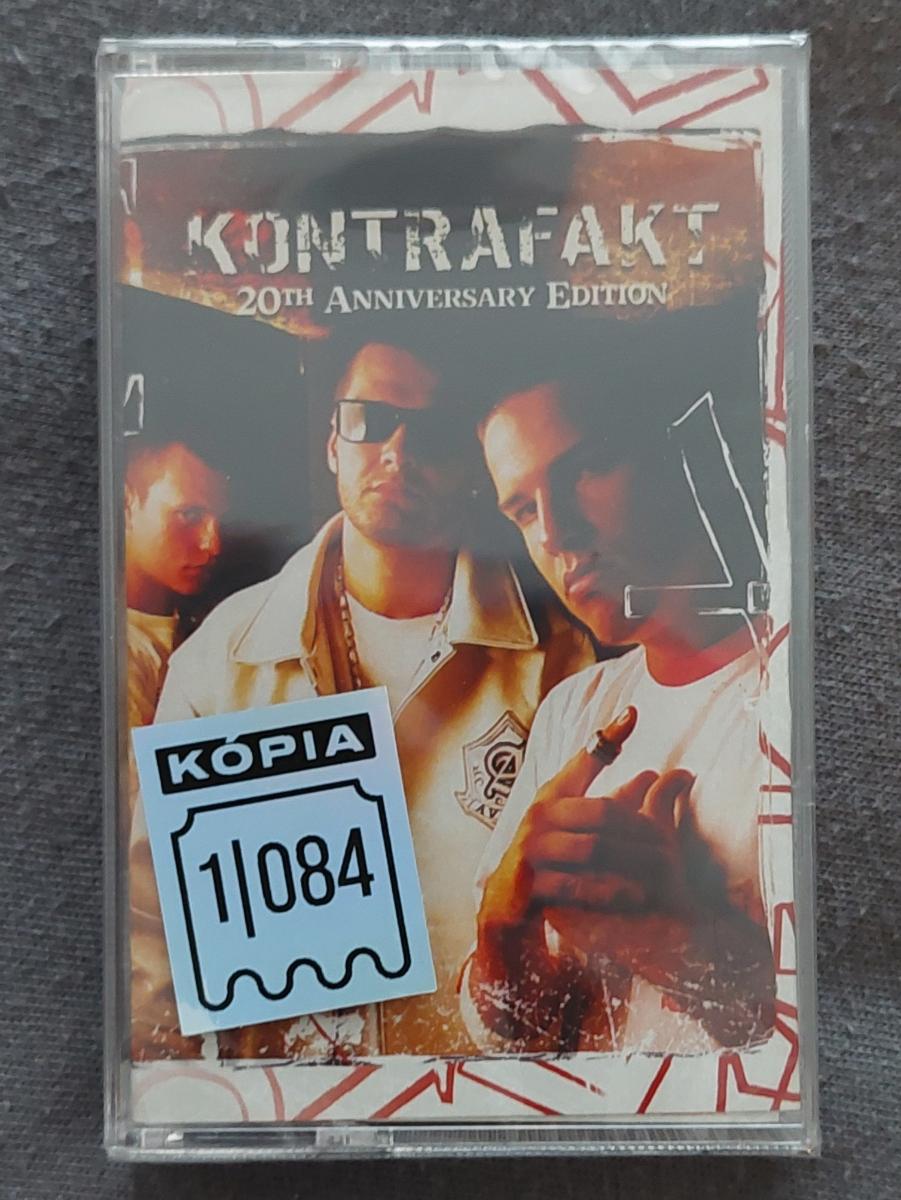 KONTRAFAKT
20TH ANNIVERSARY EDITION
KÓPIA
1|084